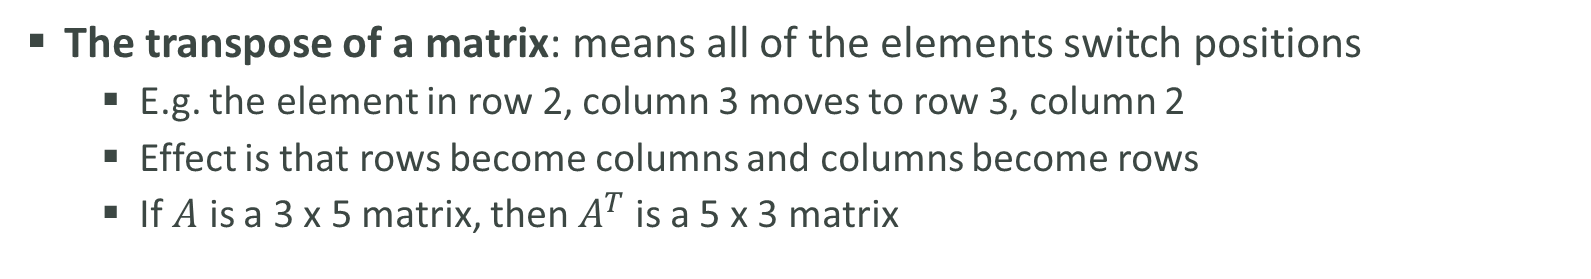 ▪ The transpose of a matrix: means all of the elements switch positions
▪ E.g. the element in row 2, column 3 moves to row 3, column 2
▪ Effect is that rows become columns and columns become rows
▪ If A is a 3 x 5 matrix, then Aᵀ is a 5 x 3 matrix